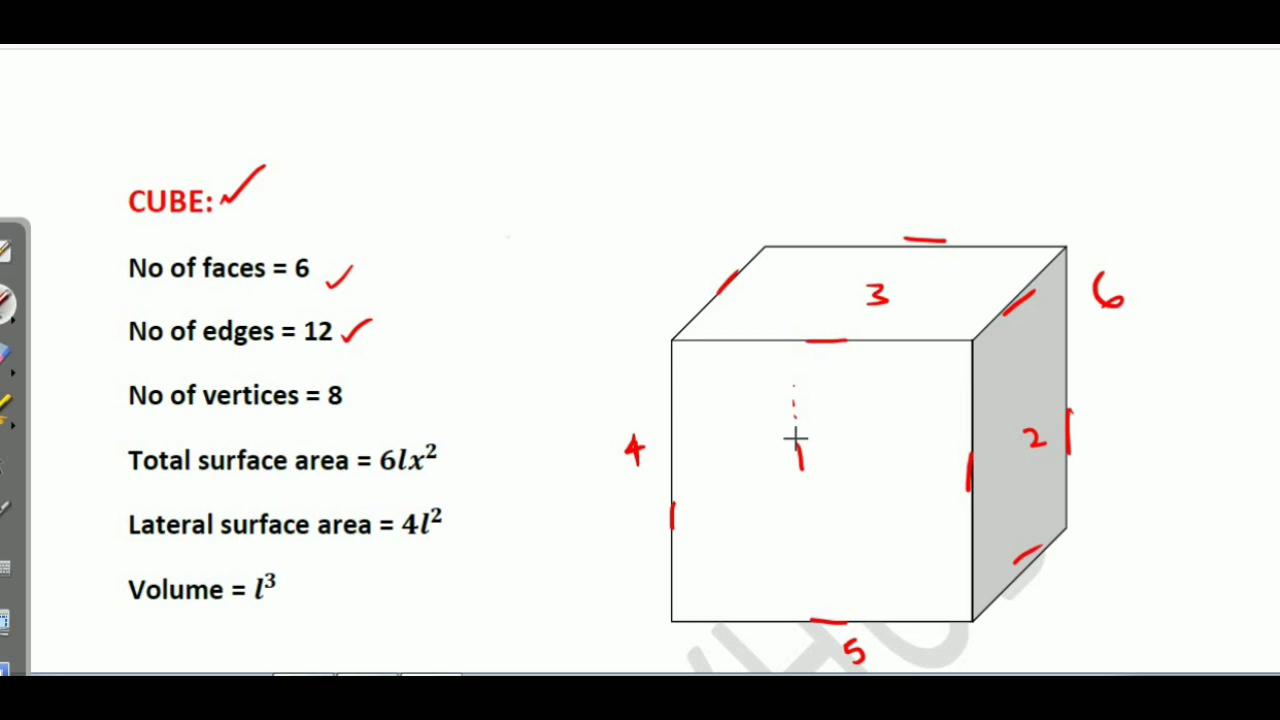 CUBE:
No of faces = 6
No of edges = 12
No of vertices = 8
Total surface area = 6lx²
Lateral surface area = 4l²
Volume = l³
3
6
4
1
2
5